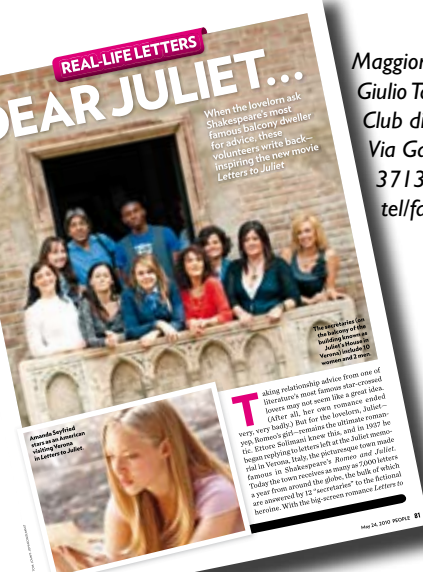 REAL-LIFE LETTERS
DEAR JULIET...
When the lovelorn ask
Shakespeare's most
famous balcony dweller
for advice, these
volunteers write back—
inspiring the new movie
Letters to Juliet
The secretaries (on
the balcony of the
building known as
Juliet's House in
Verona) include 10
women and 2 men.
Amanda Seyfried
stars as an American
visiting Verona
in Letters to Juliet.
Taking relationship advice from one of
literature's most famous star-crossed
lovers may not seem like a great idea.
(After all, her own romance ended
very, very badly.) But for the lovelorn, Juliet—
yep, Romeo's girl—remains the ultimate roman-
tic. Ettore Solimani knew this, and in 1937 he
began replying to letters left at the Juliet memo-
rial in Verona, Italy, the picturesque town made
famous in Shakespeare's Romeo and Juliet.
Today the town receives as many as 7,000 letters
a year from around the globe, the bulk of which
are answered by 12 "secretaries" to the fictional
heroine. With the big-screen romance Letters to
May 24, 2010 PEOPLE 81
Maggior
Giulio Ta
Club di
Via Ga
3713
tel/fa